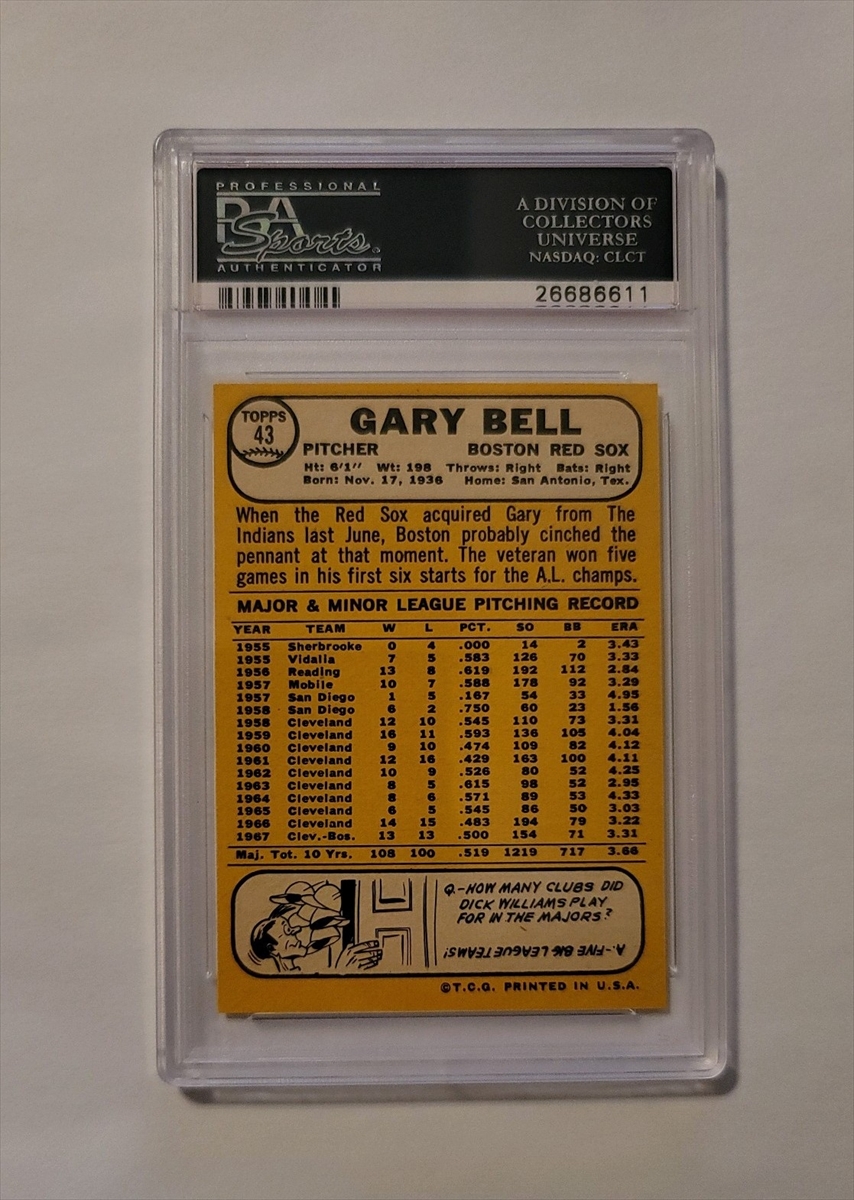 PROFESSIONAL
PSA
Sports
AUTHENTICATOR
A DIVISION OF
COLLECTORS
UNIVERSE
NASDAQ: CLCT
26686611
TOPPS
43
GARY BELL
PITCHER BOSTON RED SOX
Ht: 6'1" Wt: 198 Throws: Right Bats: Right
Born: Nov. 17, 1936 Home: San Antonio, Tex.
When the Red Sox acquired Gary from The
Indians last June, Boston probably cinched the
pennant at that moment. The veteran won five
games in his first six starts for the A.L. champs.
MAJOR & MINOR LEAGUE PITCHING RECORD
YEAR TEAM W L PCT. SO BB ERA
1955 Sherbrooke 0 4 .000 14 2 3.43
1955 Vidalia 7 5 .583 126 70 3.33
1956 Reading 13 8 .619 192 112 2.84
1957 Mobile 10 7 .588 178 92 3.29
1957 San Diego 1 5 .167 54 33 4.95
1958 San Diego 6 2 .750 60 23 1.56
1958 Cleveland 12 10 .545 110 73 3.31
1959 Cleveland 16 11 .593 136 105 4.04
1960 Cleveland 9 10 .474 109 82 4.12
1961 Cleveland 12 16 .429 163 100 4.11
1962 Cleveland 10 9 .526 80 52 4.25
1963 Cleveland 8 5 .615 98 52 2.95
1964 Cleveland 8 6 .571 89 53 4.33
1965 Cleveland 6 5 .545 86 50 3.03
1966 Cleveland 14 15 .483 194 79 3.22
1967 Clev.-Bos. 13 13 .500 154 71 3.31
Maj. Tot. 10 Yrs. 108 100 .519 1219 717 3.66
Q.-HOW MANY CLUBS DID
DICK WILLIAMS PLAY
FOR IN THE MAJORS?
A.-FIVE BIG LEAGUE TEAMS!
©T.C.G. PRINTED IN U.S.A.